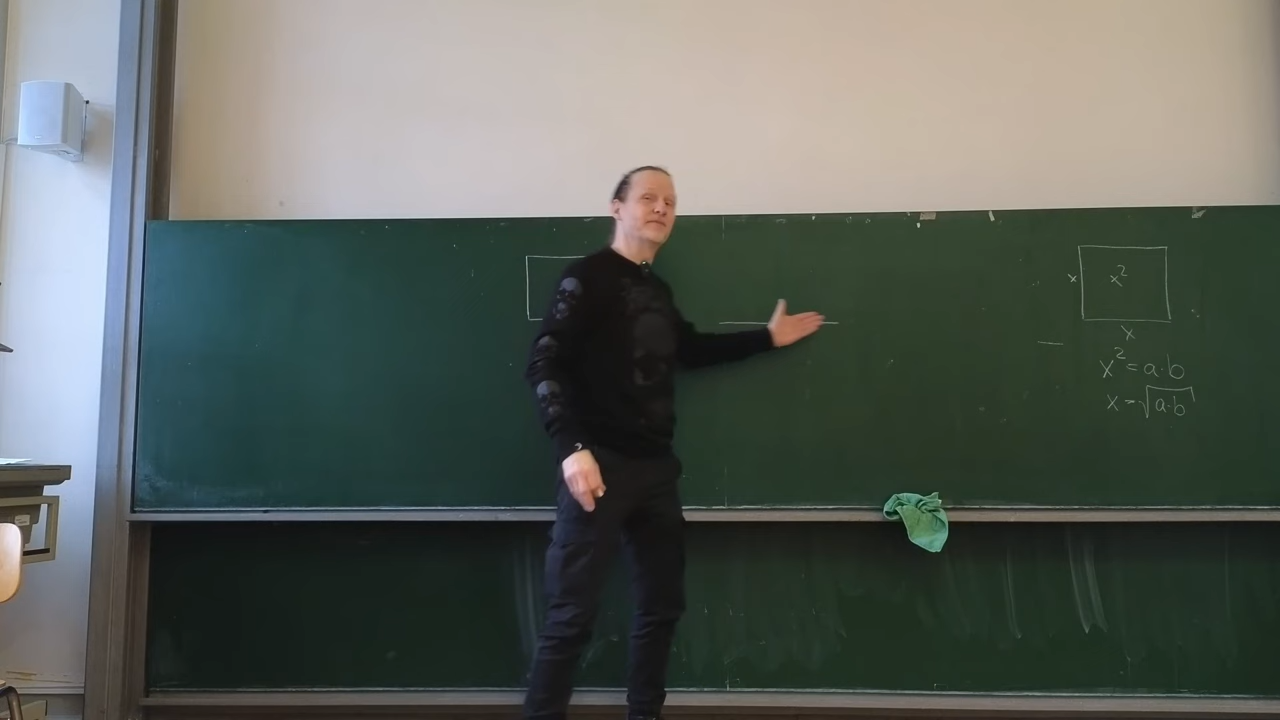 x x²
x
x² = a·b
x = √a·b